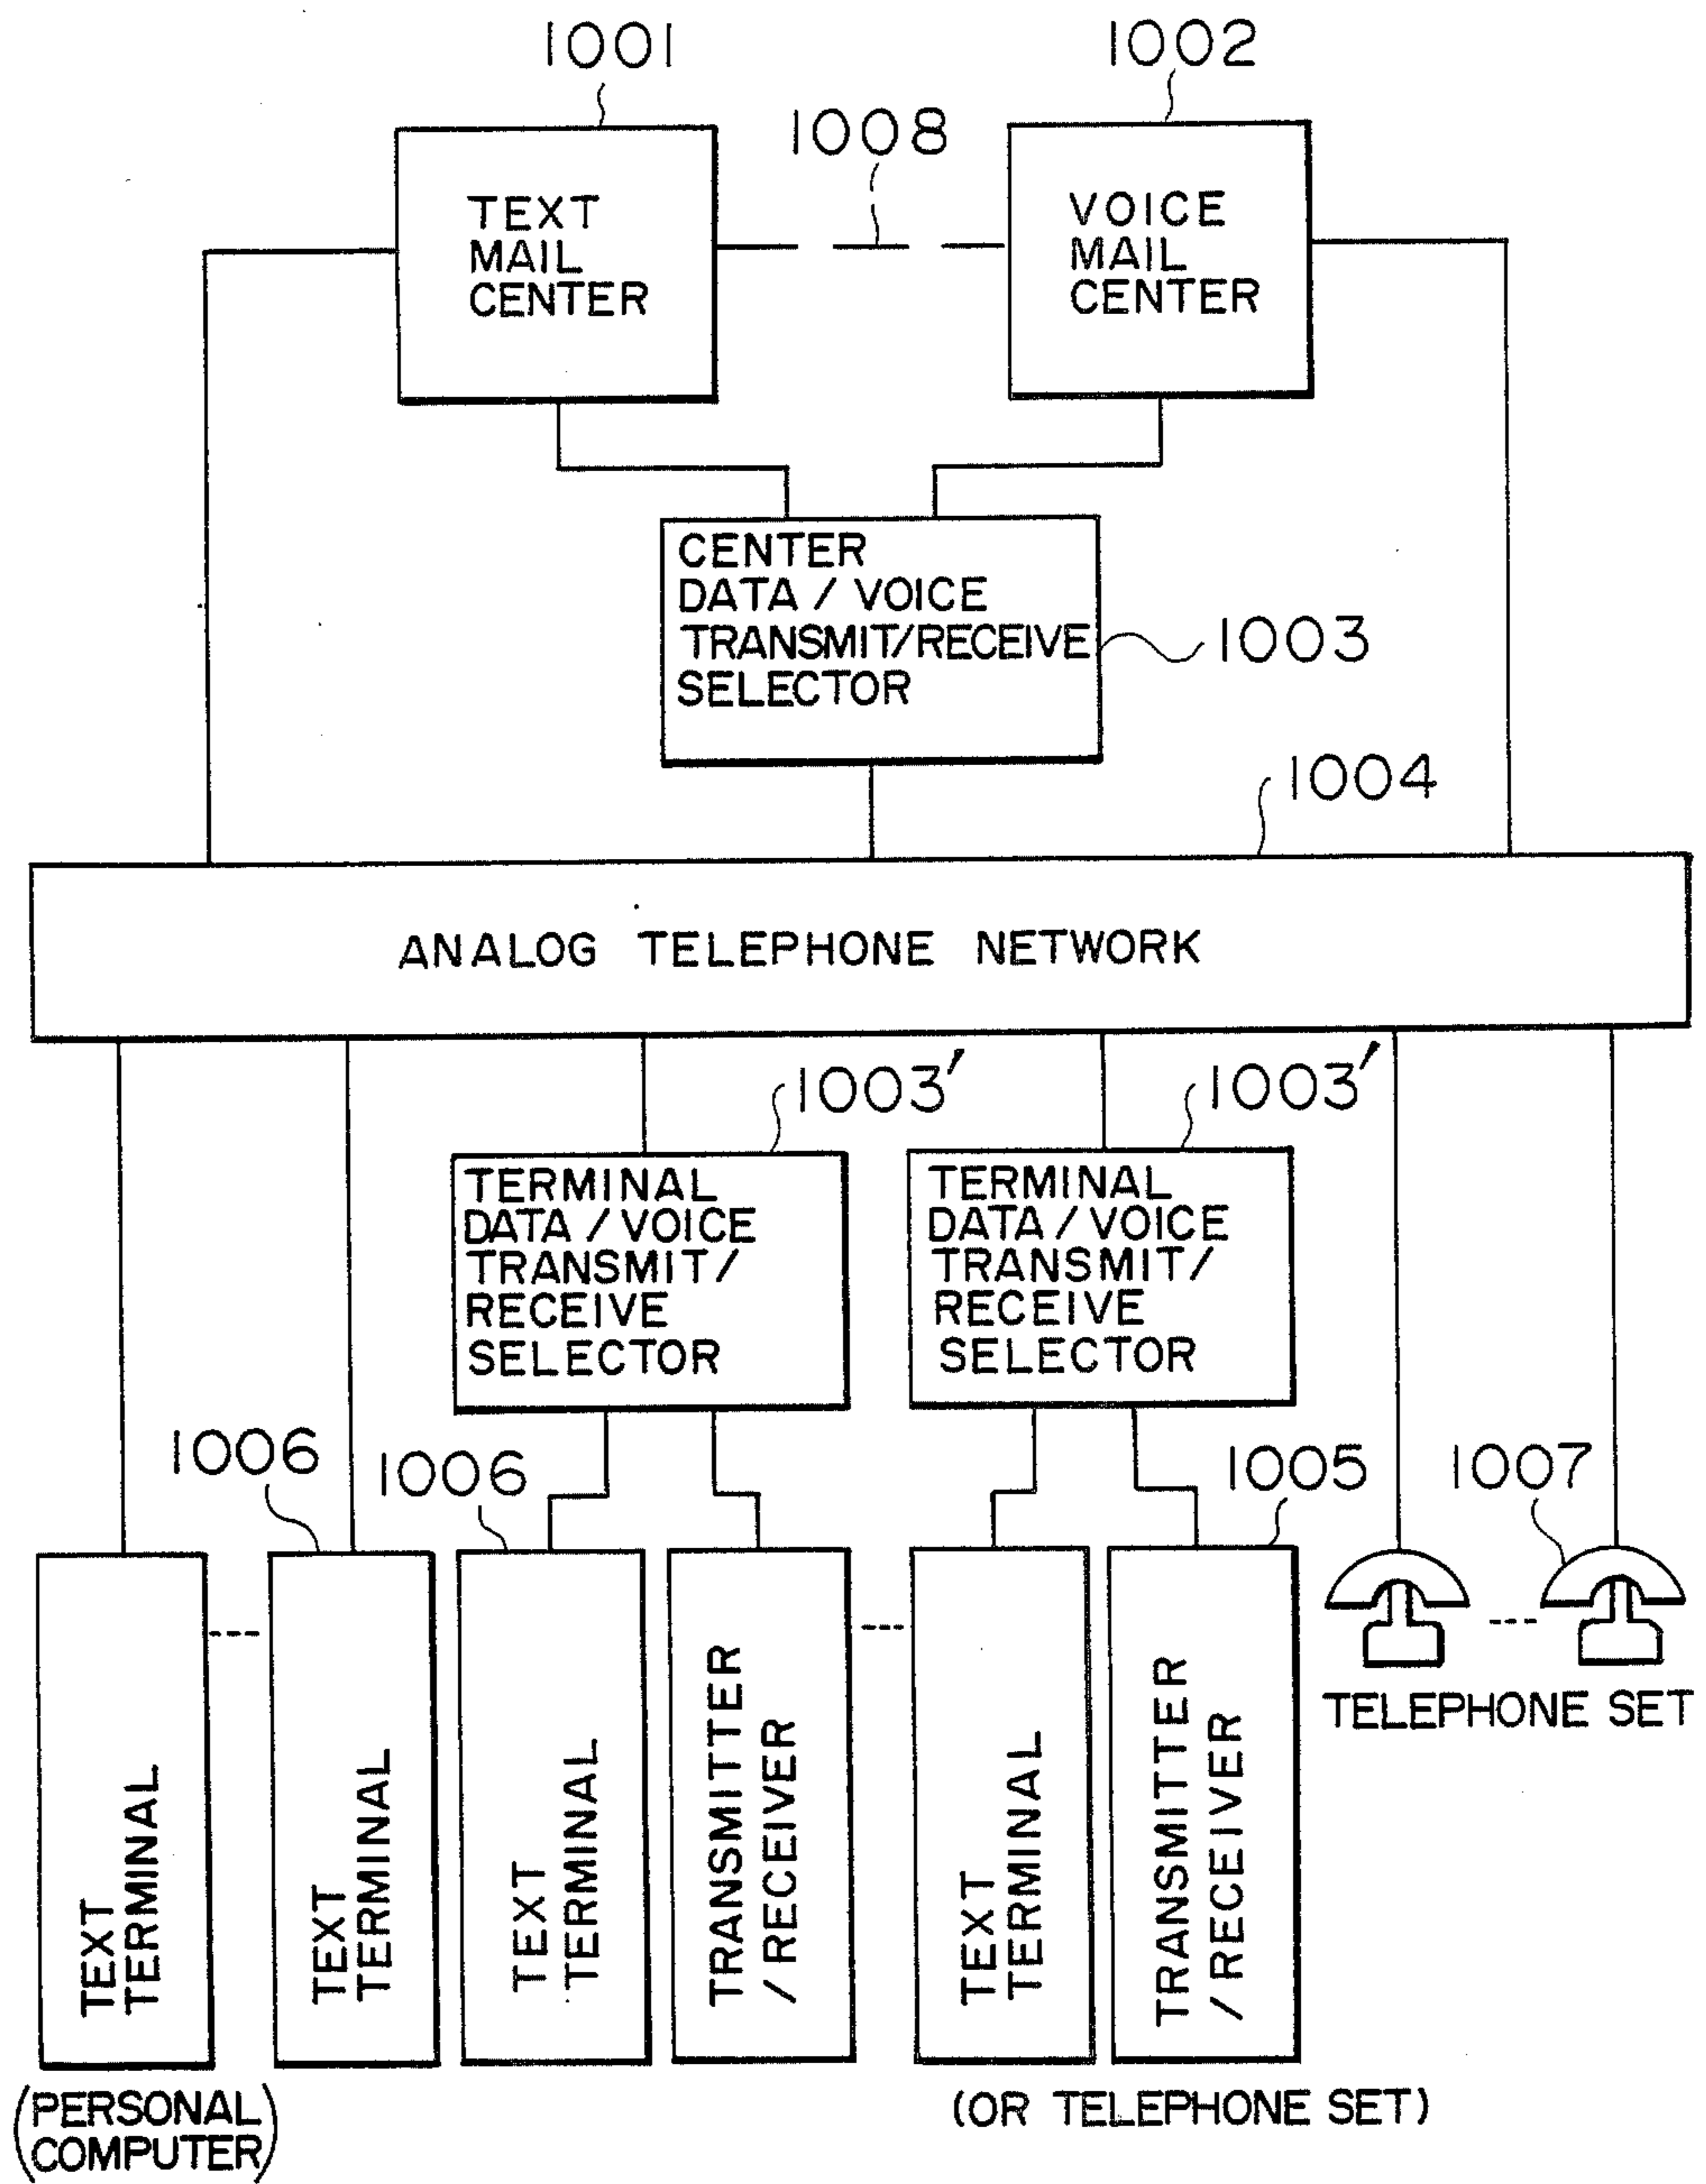 1001
1002
1008
TEXT
MAIL
CENTER
VOICE
MAIL
CENTER
CENTER
DATA / VOICE
TRANSMIT/RECEIVE
SELECTOR
1003
1004
ANALOG TELEPHONE NETWORK
1003'
1003'
TERMINAL
DATA / VOICE
TRANSMIT/
RECEIVE
SELECTOR
TERMINAL
DATA / VOICE
TRANSMIT/
RECEIVE
SELECTOR
1006
1006
1005
1007
TEXT
TERMINAL
TEXT
TERMINAL
TEXT
TERMINAL
TRANSMITTER
/ RECEIVER
TEXT
TERMINAL
TRANSMITTER
/ RECEIVER
TELEPHONE SET
(PERSONAL
COMPUTER)
(OR TELEPHONE SET)